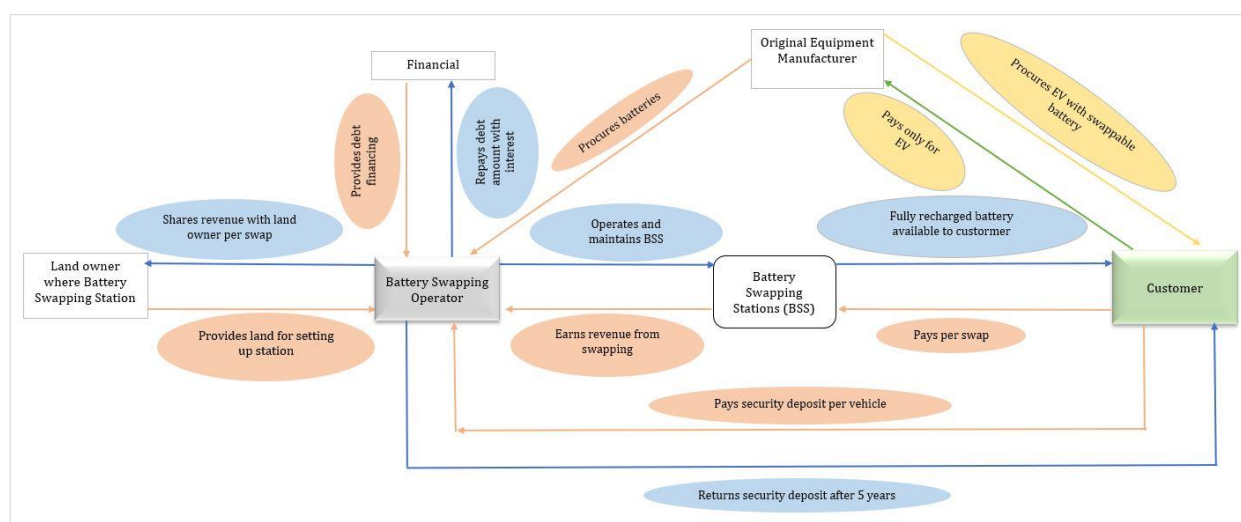 Original Equipment
Manufacturer
Financial
Procures EV with swappable
battery
Procures batteries
Pays only for
EV
Provides debt
financing
Repays debt
amount with
interest
Shares revenue with land
owner per swap
Operates and
maintains BSS
Fully recharged battery
available to custormer
Land owner
where Battery
Swapping Station
Battery Swapping
Operator
Battery
Swapping
Stations (BSS)
Customer
Provides land for setting
up station
Earns revenue from
swapping
Pays per swap
Pays security deposit per vehicle
Returns security deposit after 5 years